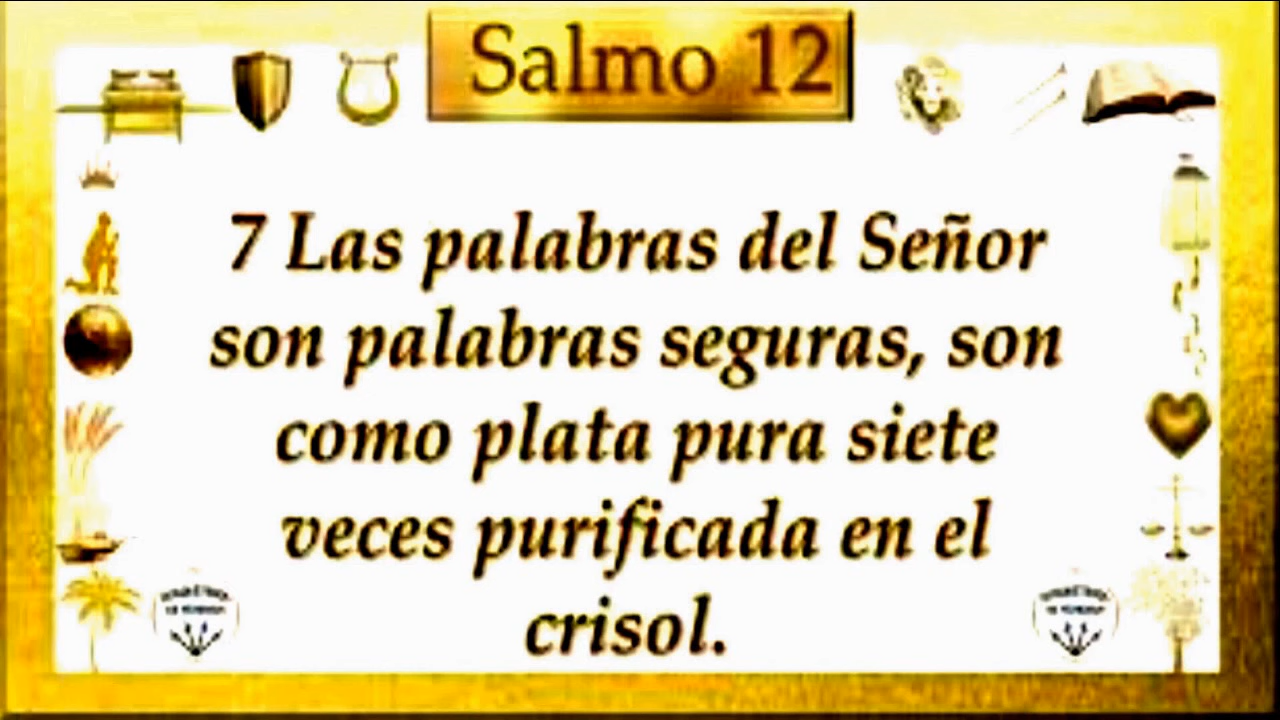 Salmo 12
7 Las palabras del Señor
son palabras seguras, son
como plata pura siete
veces purificada en el
crisol.